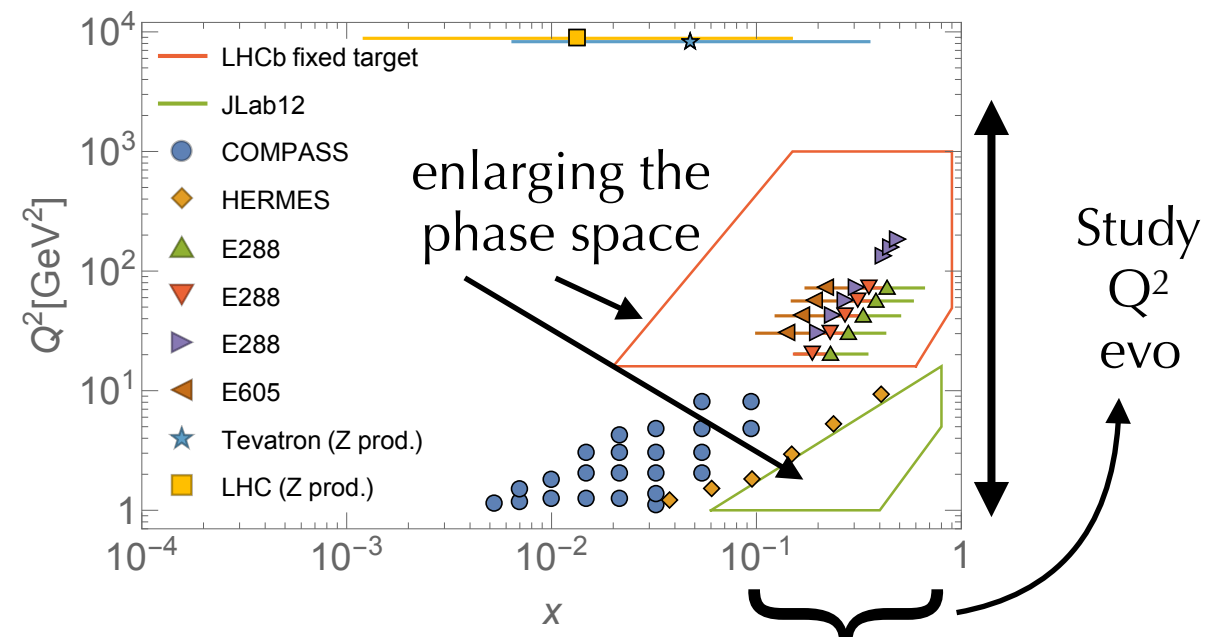 10⁴
10³
10²
10¹
1
Q²[GeV²]
LHCb fixed target
JLab12
COMPASS
HERMES
E288
E288
E288
E605
Tevatron (Z prod.)
LHC (Z prod.)
enlarging the
phase space
Study
Q²
evo
10⁻⁴ 10⁻³ 10⁻² 10⁻¹ 1
x